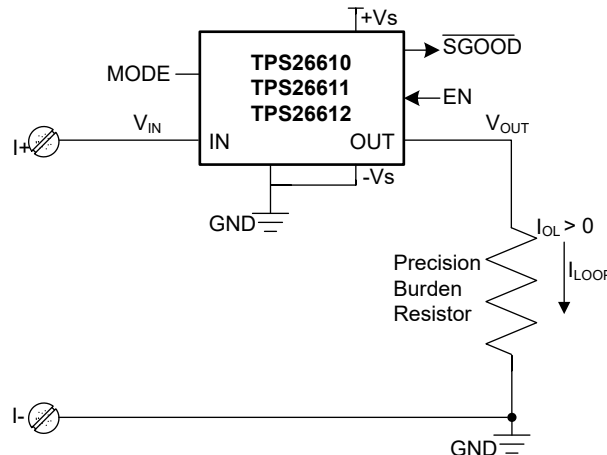 +Vs
SGOOD
MODE
TPS26610
TPS26611
TPS26612
EN
VIN
VOUT
I+
IN
OUT
-Vs
GND
IOL > 0
ILOOP
Precision
Burden
Resistor
I-
GND